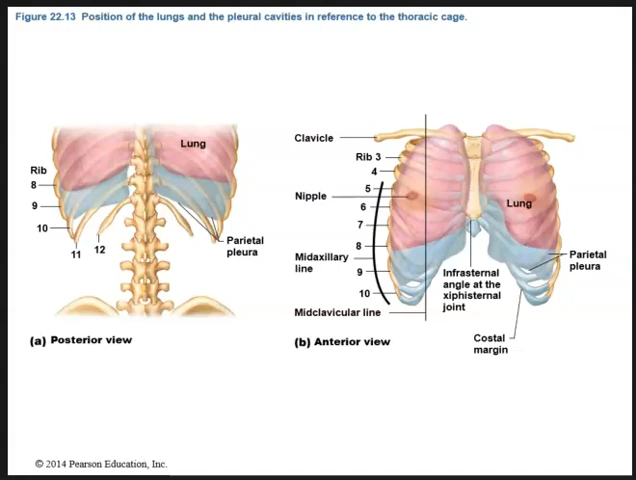 Figure 22.13 Position of the lungs and the pleural cavities in reference to the thoracic cage.
Lung
Rib
8
9
10
11
12
Parietal
pleura
(a) Posterior view
Clavicle
Rib 3
4
5
Nipple
6
7
8
Midaxillary
line
9
10
Midclavicular line
Lung
Infrasternal
angle at the
xiphisternal
joint
Parietal
pleura
Costal
margin
(b) Anterior view
© 2014 Pearson Education, Inc.